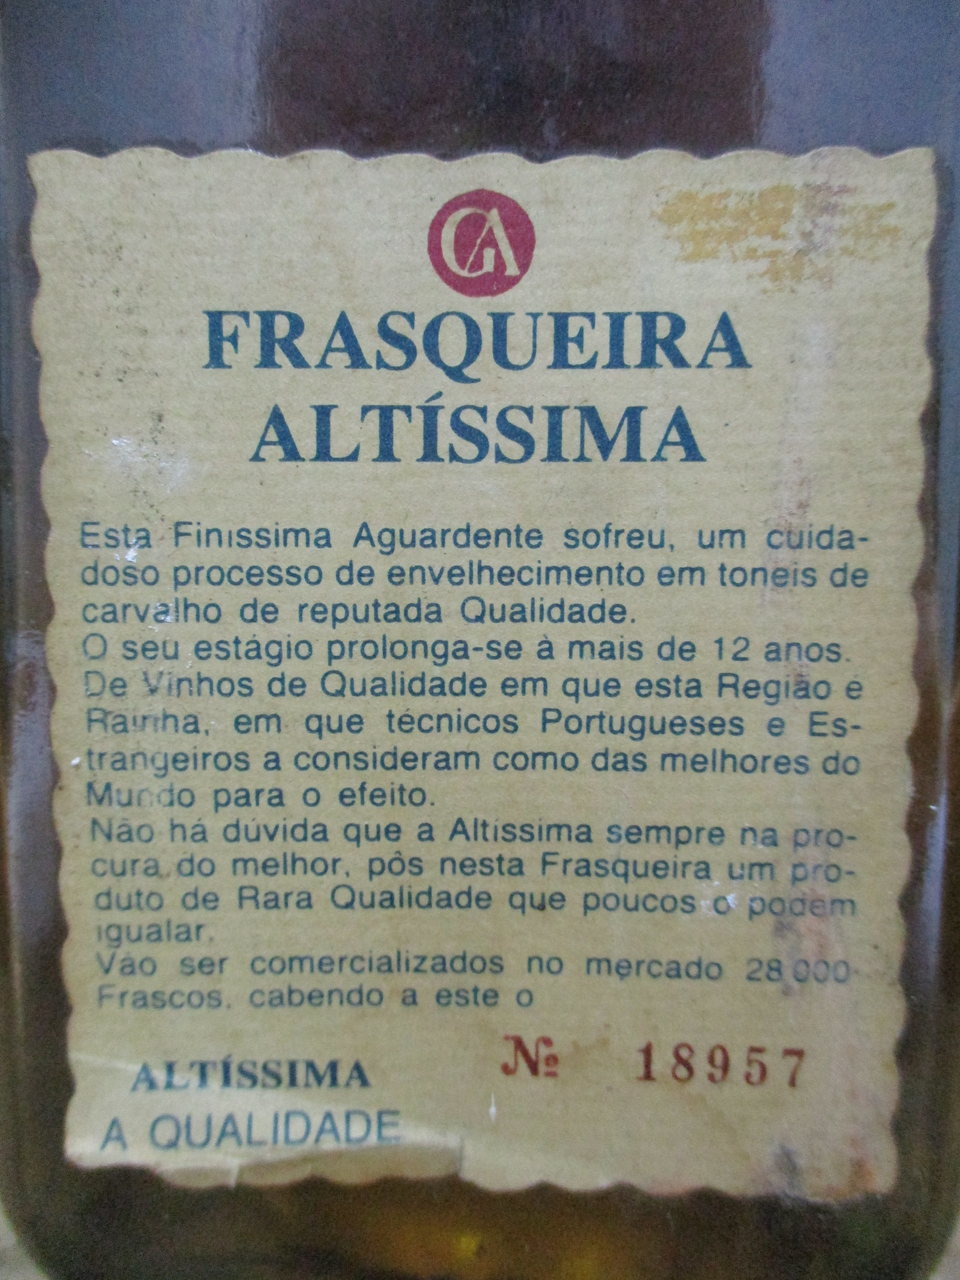 GA
FRASQUEIRA
ALTÍSSIMA
Esta Finissima Aguardente sofreu, um cuida-
doso processo de envelhecimento em toneis de
carvalho de reputada Qualidade.
O seu estágio prolonga-se à mais de 12 anos.
De Vinhos de Qualidade em que esta Região é
Rainha, em que técnicos Portugueses e Es-
trangeiros a consideram como das melhores do
Mundo para o efeito.
Não há dúvida que a Altissima sempre na pro-
cura do melhor, pôs nesta Frasqueira um pro-
duto de Rara Qualidade que poucos o podem
igualar.
Vão ser comercializados no mercado 28.000
Frascos. cabendo a este o
Nº 18957
ALTÍSSIMA
A QUALIDADE